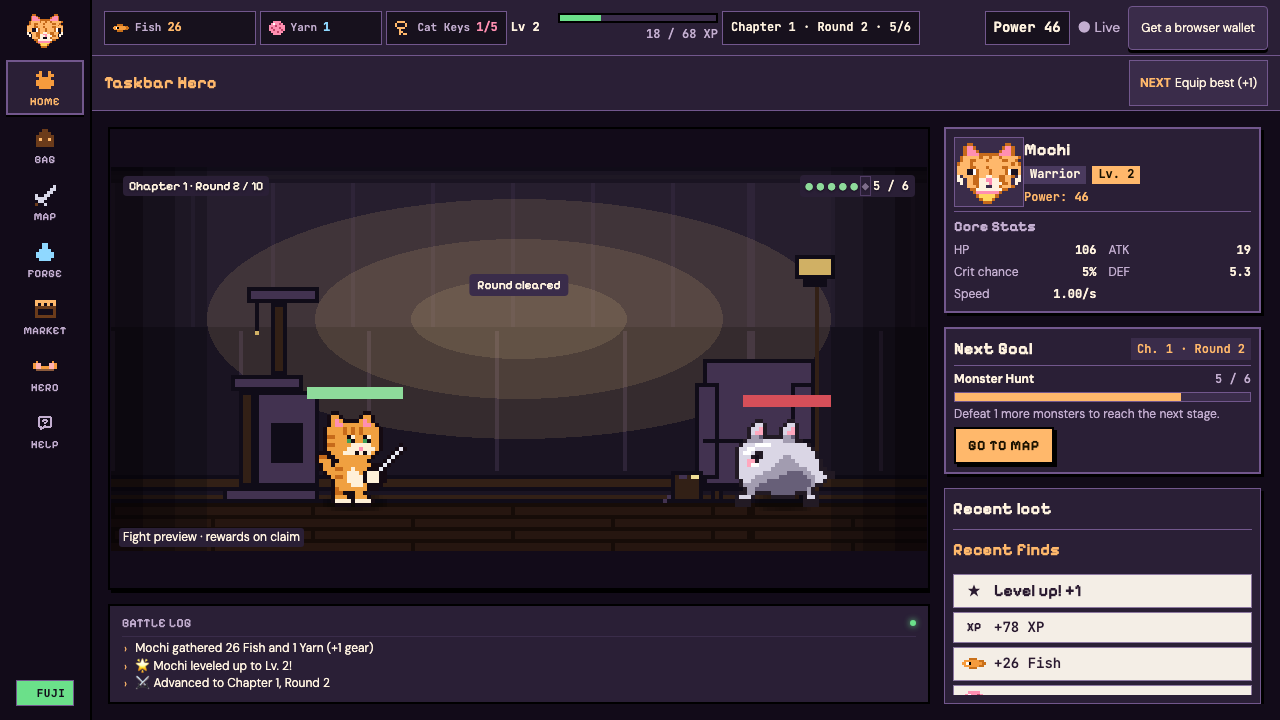 Fish 26
Yarn 1
Cat Keys 1/5
Lv 2
18 / 68 XP
Chapter 1 · Round 2 · 5/6
Power 46
Live
Get a browser wallet
HOME
BAG
MAP
FORGE
MARKET
HERO
HELP
FUJI
Taskbar Hero
NEXT Equip best (+1)
Chapter 1 · Round 2 / 10
5 / 6
Round cleared
Fight preview · rewards on claim
BATTLE LOG
› Mochi gathered 26 Fish and 1 Yarn (+1 gear)
› 🌟 Mochi leveled up to Lv. 2!
› ⚔️ Advanced to Chapter 1, Round 2
Mochi
Warrior Lv. 2
Power: 46
Core Stats
HP 106 ATK 19
Crit chance 5% DEF 5.3
Speed 1.00/s
Next Goal
Ch. 1 · Round 2
Monster Hunt 5 / 6
Defeat 1 more monsters to reach the next stage.
GO TO MAP
Recent loot
Recent Finds
★ Level up! +1
XP +78 XP
+26 Fish